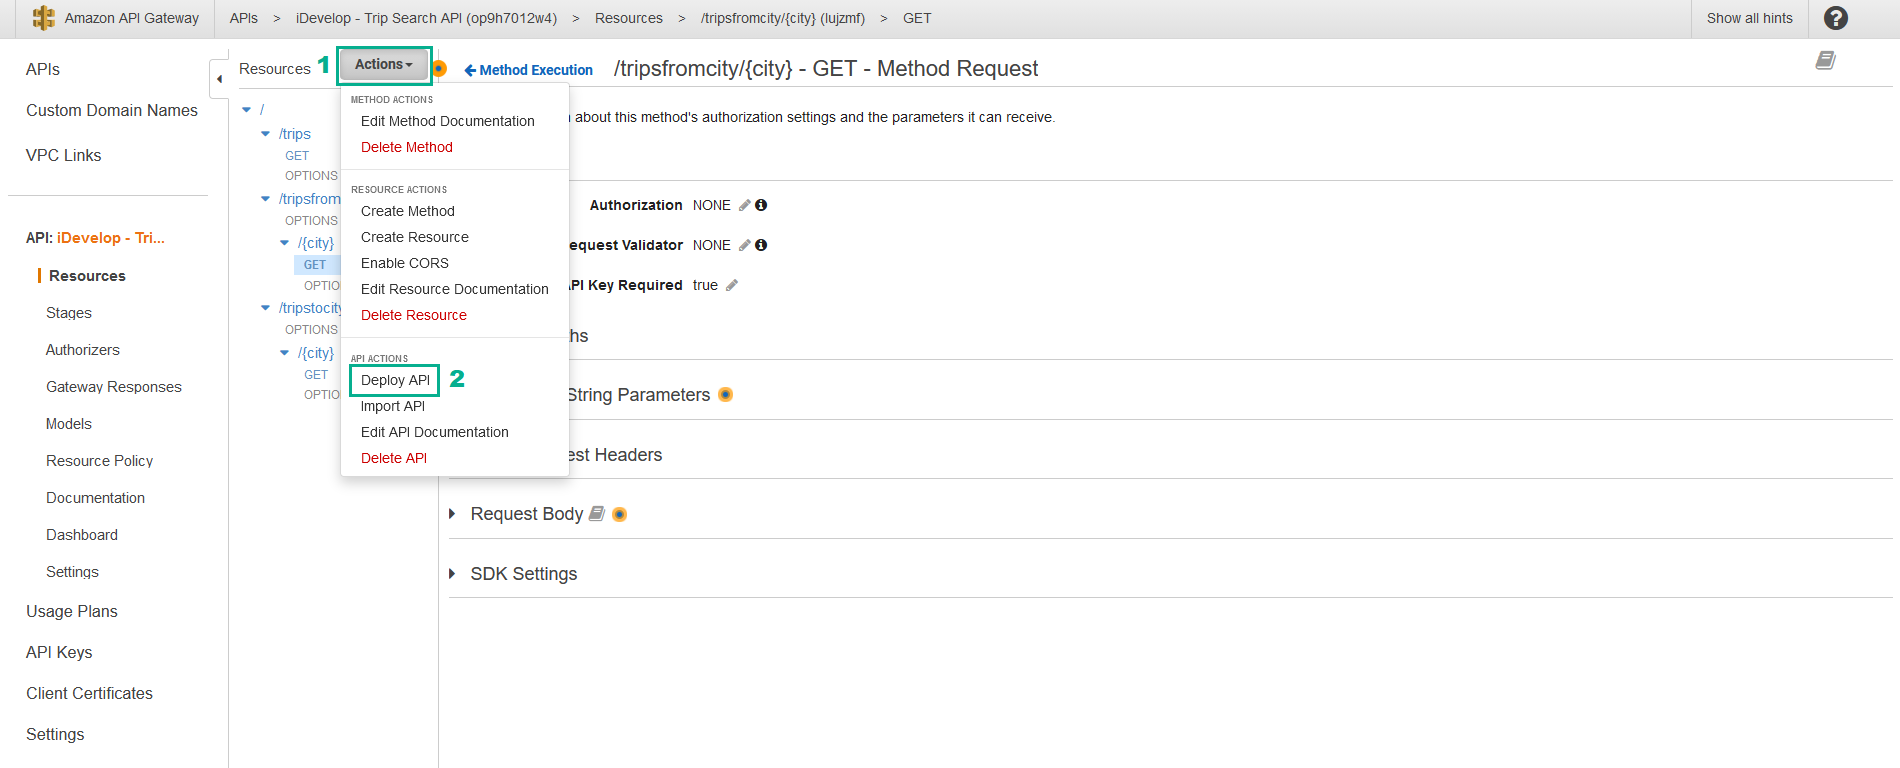 Amazon API Gateway
APIs > iDevelop - Trip Search API (op9h7012w4) > Resources > /tripsfromcity/{city} (lujzmf) > GET
Show all hints
?
APIs
Custom Domain Names
VPC Links
API: iDevelop - Tri...
Resources
Stages
Authorizers
Gateway Responses
Models
Resource Policy
Documentation
Dashboard
Settings
Usage Plans
API Keys
Client Certificates
Settings
Resources 1 Actions
/
/trips
GET
OPTIONS
/tripsfrom
OPTIONS
/{city}
GET
OPTIO
/tripstocity
OPTIONS
/{city}
GET
OPTIO
METHOD ACTIONS
Edit Method Documentation
Delete Method
RESOURCE ACTIONS
Create Method
Create Resource
Enable CORS
Edit Resource Documentation
Delete Resource
API ACTIONS
Deploy API 2
Import API
Edit API Documentation
Delete API
Method Execution /tripsfromcity/{city} - GET - Method Request
about this method's authorization settings and the parameters it can receive.
Authorization NONE
equest Validator NONE
API Key Required true
ths
String Parameters
est Headers
Request Body
SDK Settings